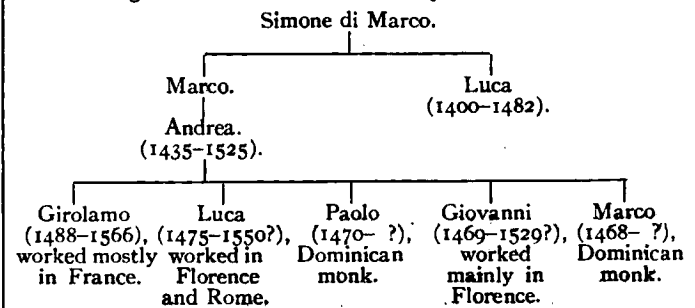 Simone di Marco.
Marco. Luca
(1400–1482).
Andrea.
(1435–1525).
Girolamo Luca Paolo Giovanni Marco
(1488–1566), (1475–1550?), (1470– ?), (1469–1529?), (1468– ?),
worked mostly worked in Dominican worked Dominican
in France. Florence monk. mainly in monk.
and Rome. Florence.